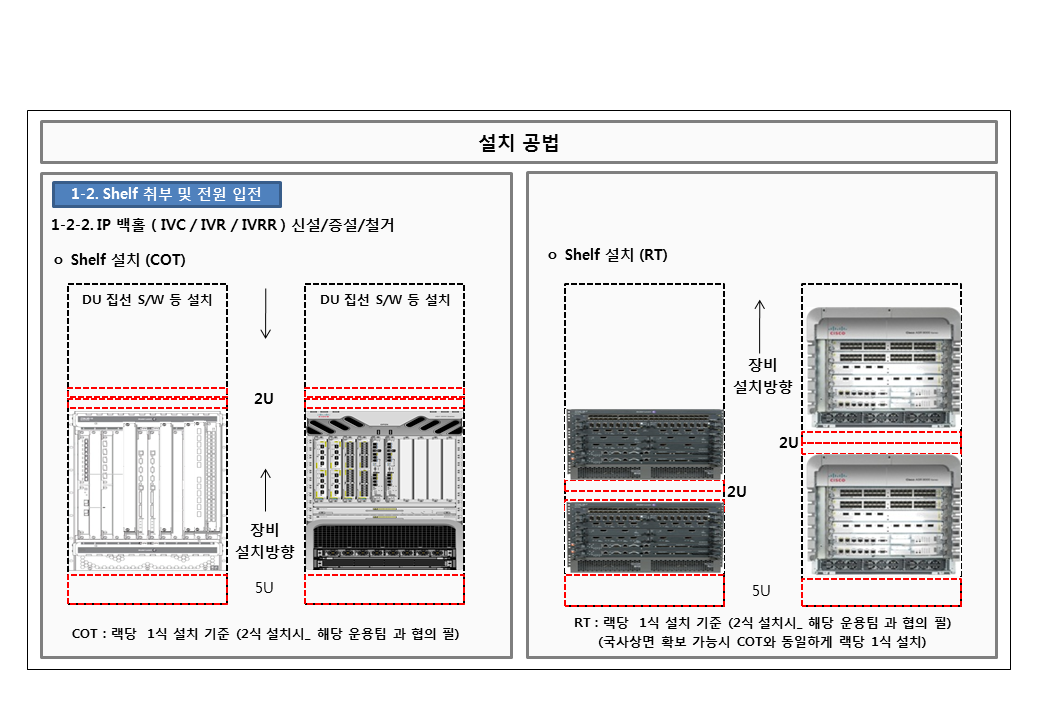 설치 공법
1-2. Shelf 취부 및 전원 입전
1-2-2. IP 백홀 ( IVC / IVR / IVRR ) 신설/증설/철거
o Shelf 설치 (COT)
DU 집선 S/W 등 설치
DU 집선 S/W 등 설치
2U
장비
설치방향
5U
COT : 랙당 1식 설치 기준 (2식 설치시_ 해당 운용팀 과 협의 필)
o Shelf 설치 (RT)
장비
설치방향
2U
2U
5U
RT : 랙당 1식 설치 기준 (2식 설치시_ 해당 운용팀 과 협의 필)
(국사상면 확보 가능시 COT와 동일하게 랙당 1식 설치)
CISCO
CISCO